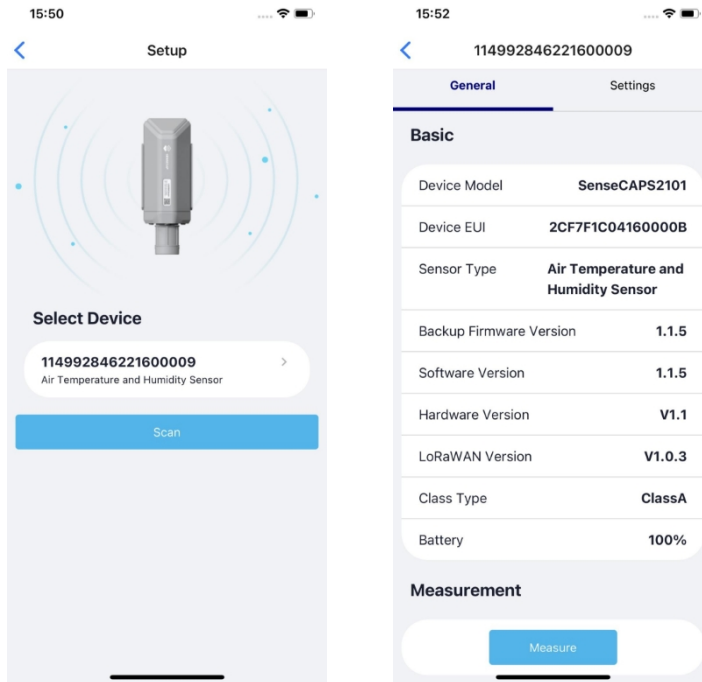 15:50
Setup
Select Device
114992846221600009
Air Temperature and Humidity Sensor
Scan
15:52
114992846221600009
General
Settings
Basic
Device Model
SenseCAPS2101
Device EUI
2CF7F1C04160000B
Sensor Type
Air Temperature and
Humidity Sensor
Backup Firmware Version
1.1.5
Software Version
1.1.5
Hardware Version
V1.1
LoRaWAN Version
V1.0.3
Class Type
ClassA
Battery
100%
Measurement
Measure